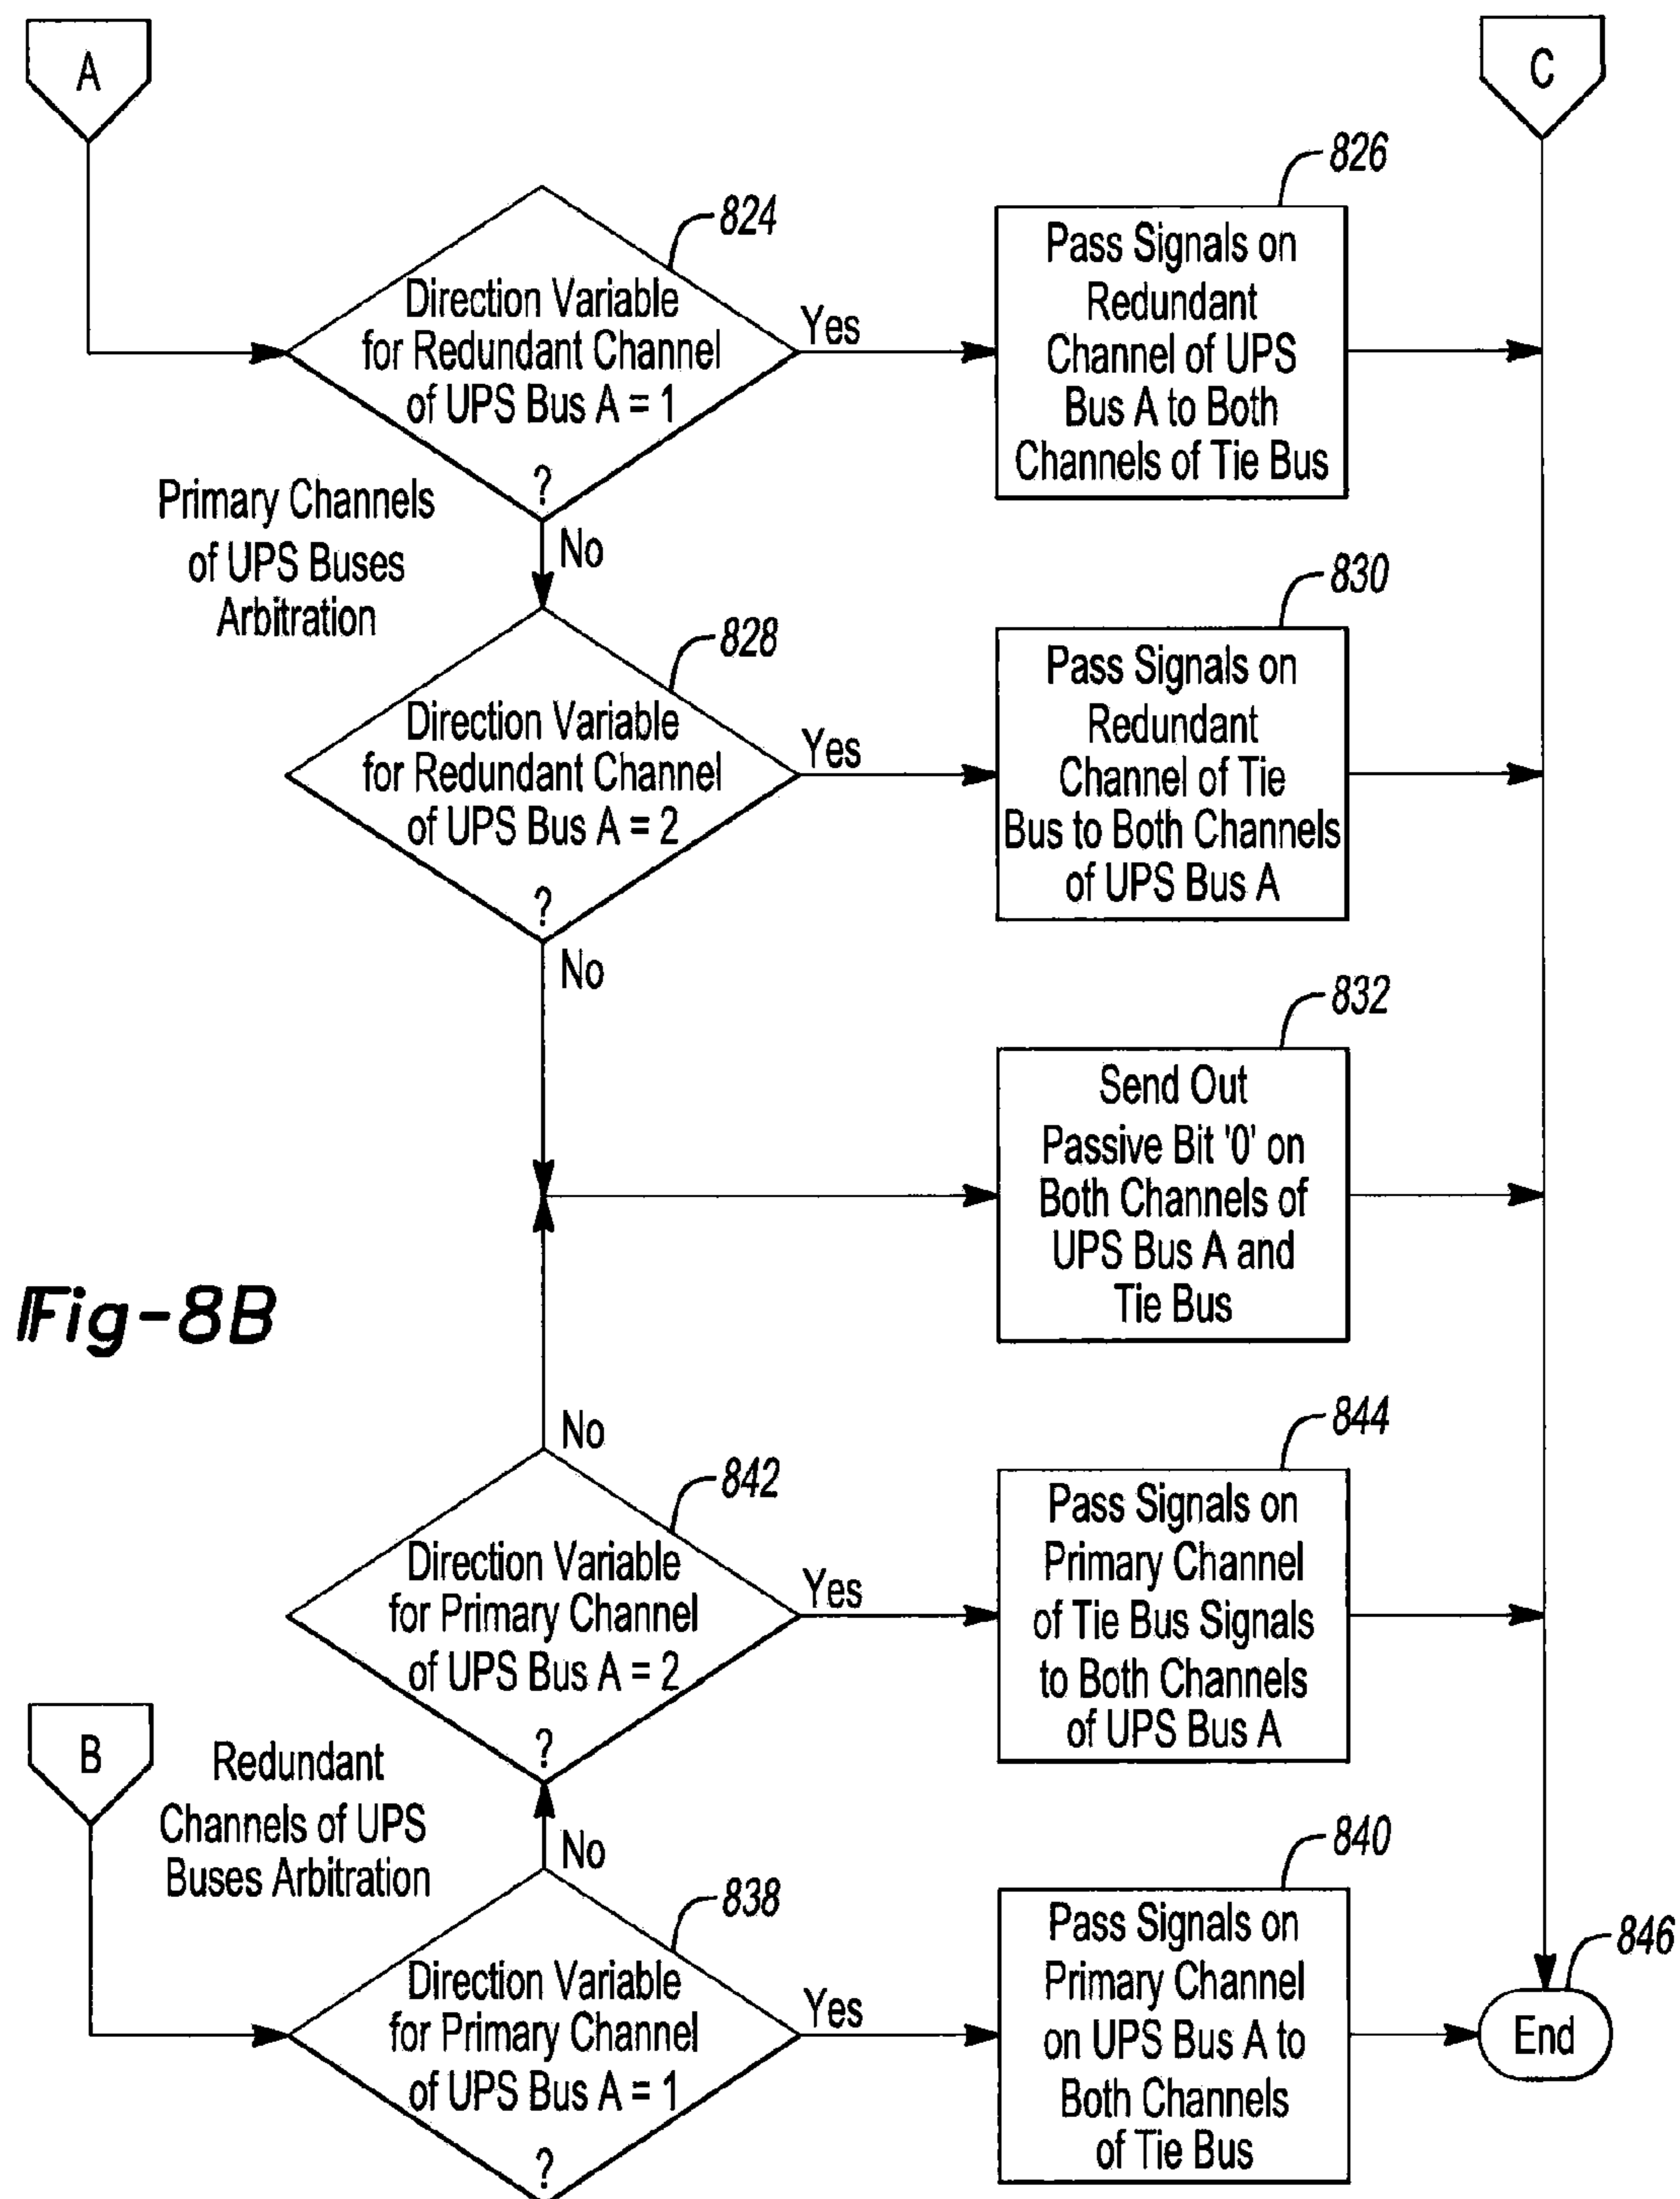 A
C
824
Direction Variable
for Redundant Channel
of UPS Bus A = 1
?
Yes
No
826
Pass Signals on
Redundant
Channel of UPS
Bus A to Both
Channels of Tie Bus
Primary Channels
of UPS Buses
Arbitration
828
Direction Variable
for Redundant Channel
of UPS Bus A = 2
?
Yes
No
830
Pass Signals on
Redundant
Channel of Tie
Bus to Both Channels
of UPS Bus A
832
Send Out
Passive Bit '0' on
Both Channels of
UPS Bus A and
Tie Bus
Fig-8B
No
842
Direction Variable
for Primary Channel
of UPS Bus A = 2
?
Yes
844
Pass Signals on
Primary Channel
of Tie Bus Signals
to Both Channels
of UPS Bus A
B
Redundant
Channels of UPS
Buses Arbitration
No
838
Direction Variable
for Primary Channel
of UPS Bus A = 1
?
Yes
840
Pass Signals on
Primary Channel
on UPS Bus A to
Both Channels
of Tie Bus
846
End